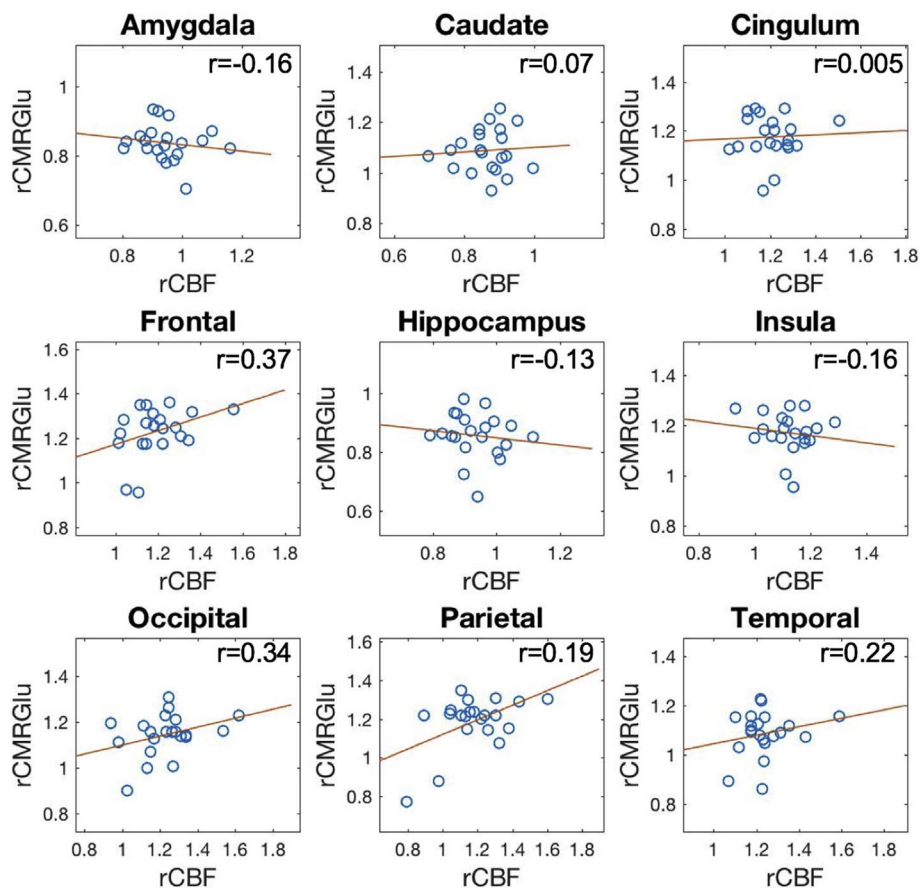 Amygdala
r=-0.16
rCMRGlu
1
0.8
0.6
0.8 1 1.2
rCBF
Caudate
r=0.07
rCMRGlu
1.4
1.2
1
0.8
0.6 0.8 1
rCBF
Cingulum
r=0.005
rCMRGlu
1.4
1.2
1
0.8
1 1.2 1.4 1.6 1.8
rCBF
Frontal
r=0.37
rCMRGlu
1.6
1.4
1.2
1
0.8
1 1.2 1.4 1.6 1.8
rCBF
Hippocampus
r=-0.13
rCMRGlu
1
0.8
0.6
0.8 1 1.2
rCBF
Insula
r=-0.16
rCMRGlu
1.4
1.2
1
0.8
0.8 1 1.2 1.4
rCBF
Occipital
r=0.34
rCMRGlu
1.4
1.2
1
0.8
0.8 1 1.2 1.4 1.6 1.8
rCBF
Parietal
r=0.19
rCMRGlu
1.6
1.4
1.2
1
0.8
0.8 1 1.2 1.4 1.6 1.8
rCBF
Temporal
r=0.22
rCMRGlu
1.4
1.2
1
0.8
1 1.2 1.4 1.6 1.8
rCBF